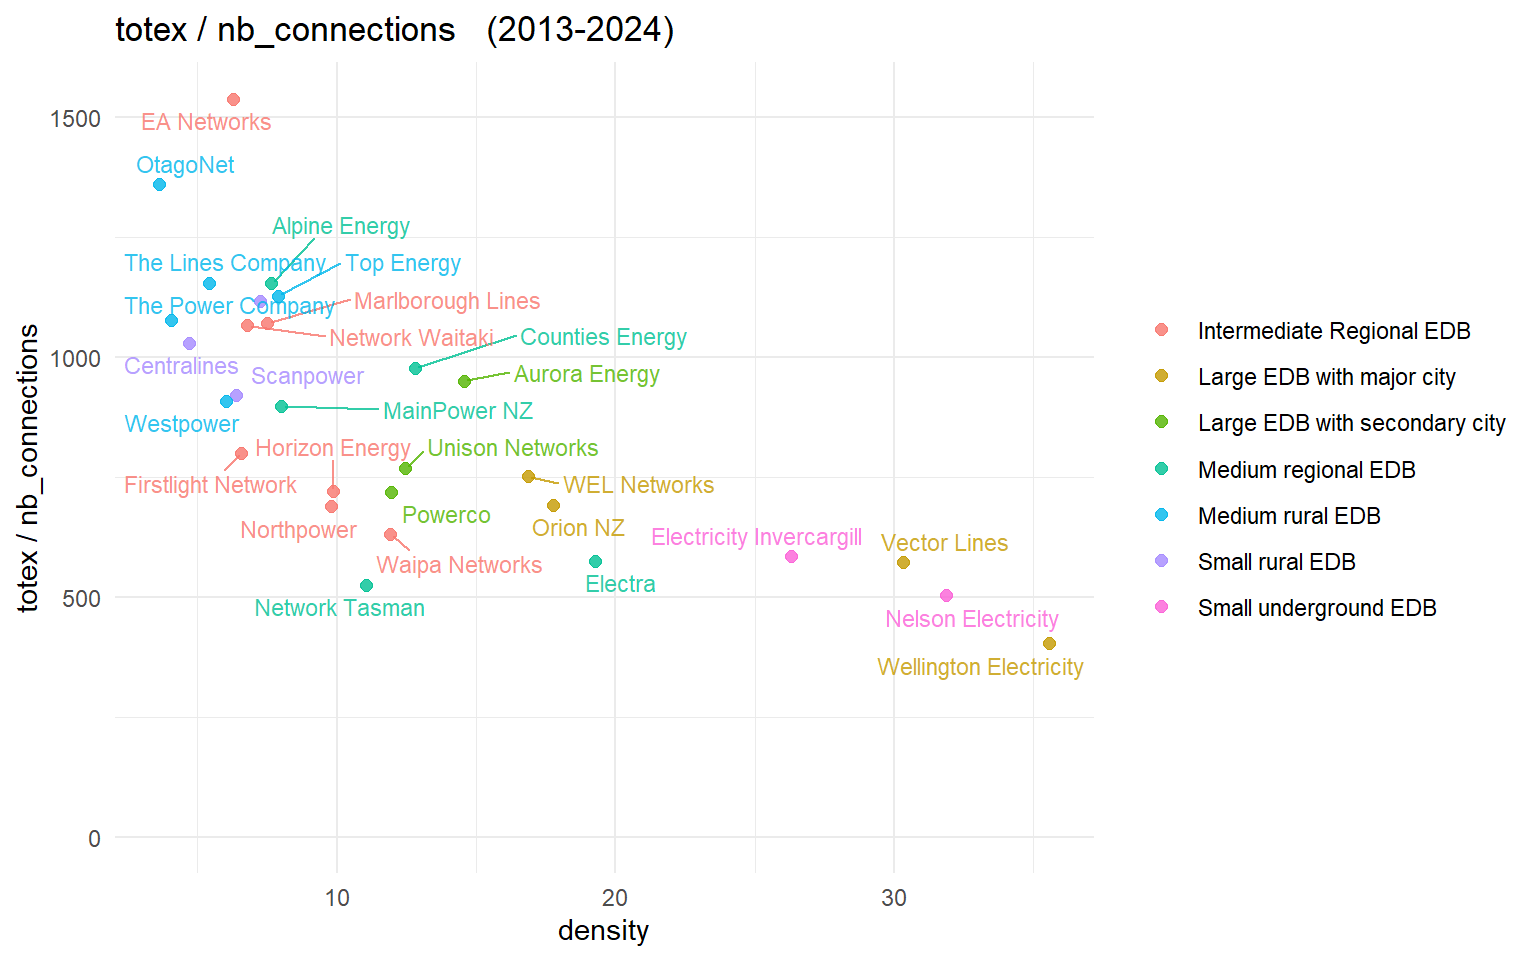 totex / nb_connections (2013-2024)
1500
1000
500
0
totex / nb_connections
EA Networks
OtagoNet
Alpine Energy
The Lines Company
Top Energy
The Power Company
Marlborough Lines
Network Waitaki
Counties Energy
Centralines
Scanpower
Aurora Energy
MainPower NZ
Westpower
Horizon Energy
Unison Networks
Firstlight Network
WEL Networks
Powerco
Northpower
Orion NZ
Electricity Invercargill
Vector Lines
Waipa Networks
Electra
Network Tasman
Nelson Electricity
Wellington Electricity
10
20
30
density
Intermediate Regional EDB
Large EDB with major city
Large EDB with secondary city
Medium regional EDB
Medium rural EDB
Small rural EDB
Small underground EDB